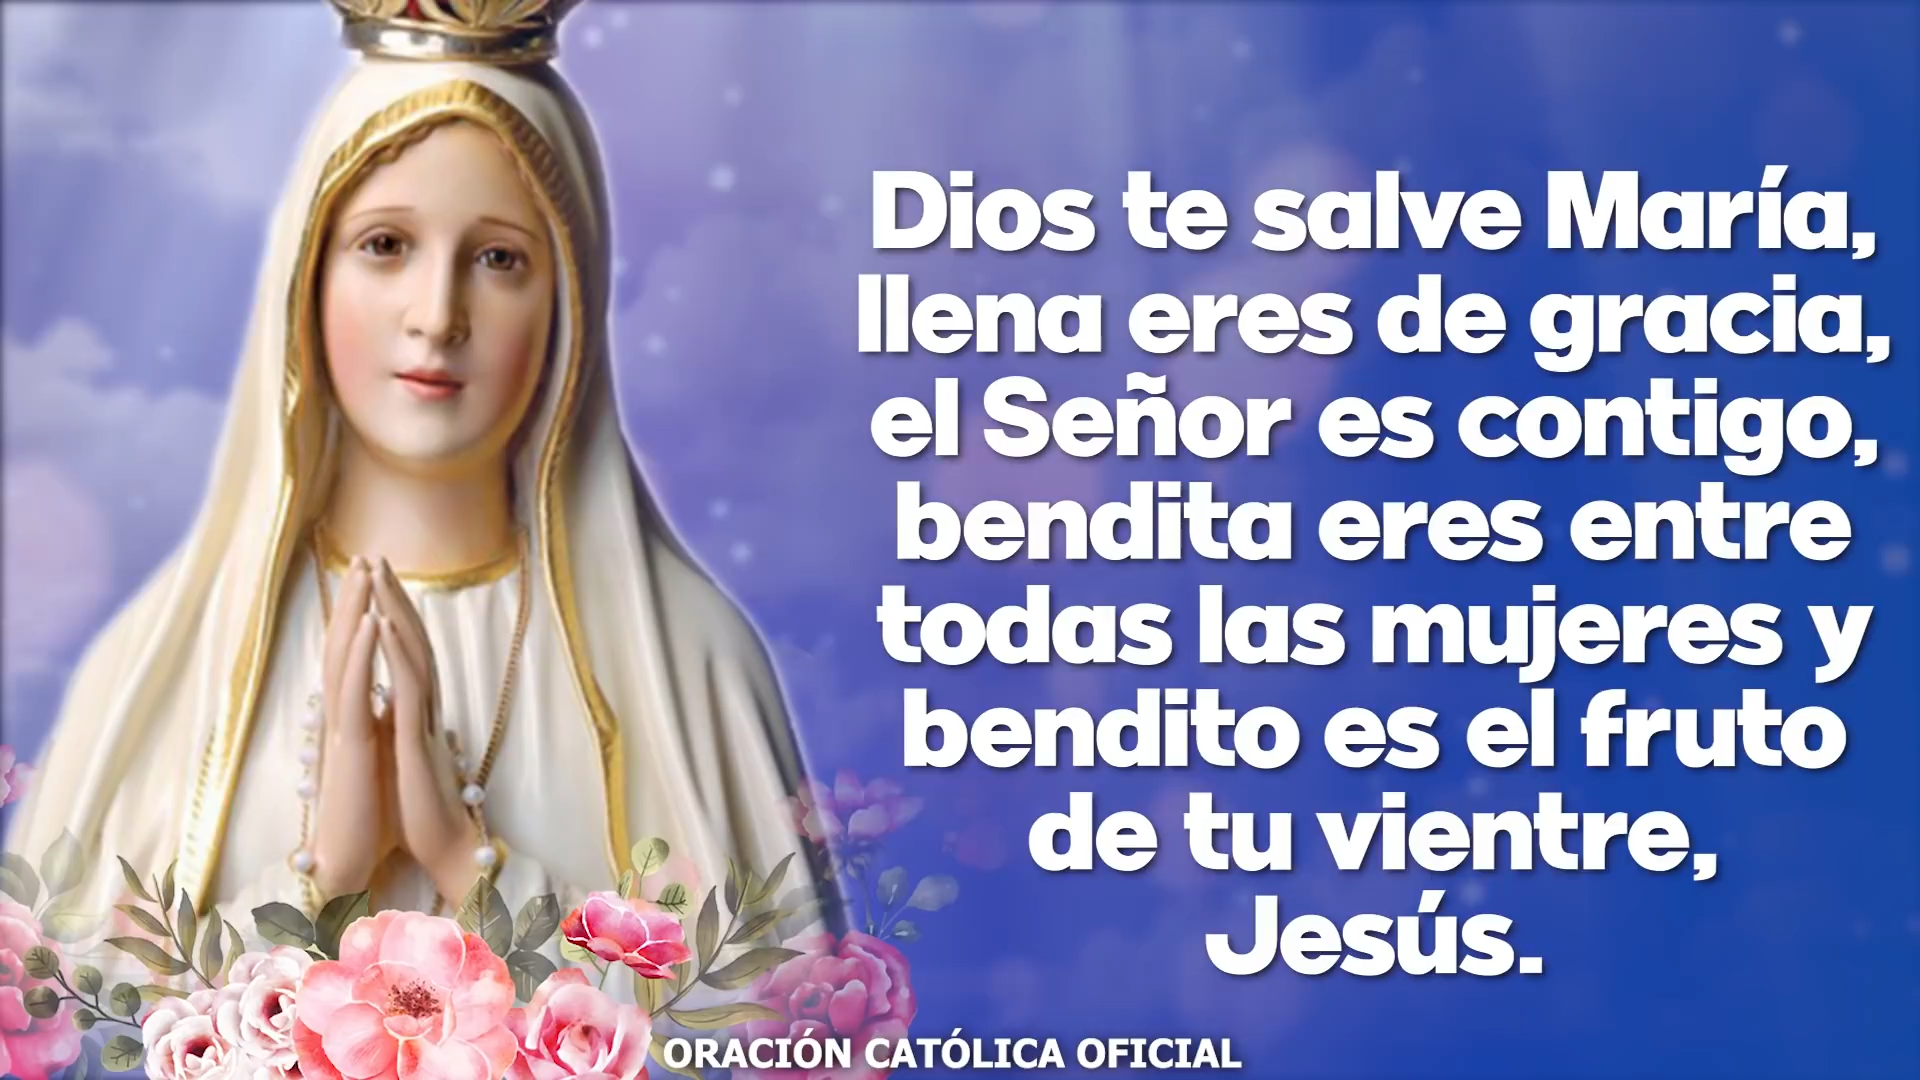 Dios te salve María,
llena eres de gracia,
el Señor es contigo,
bendita eres entre
todas las mujeres y
bendito es el fruto
de tu vientre,
Jesús.
ORACIÓN CATÓLICA OFICIAL